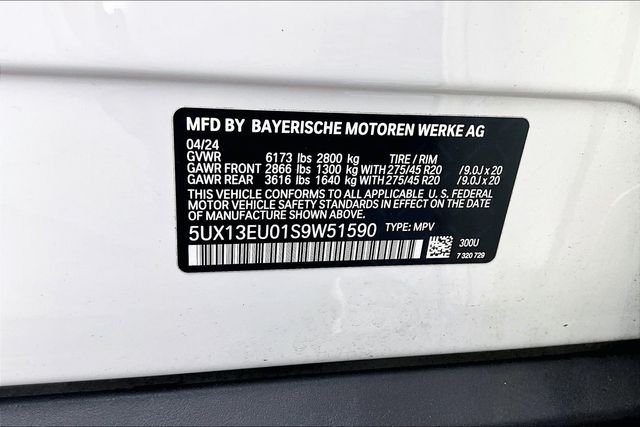 MFD BY BAYERISCHE MOTOREN WERKE AG
04/24
GVWR 6173 lbs 2800 kg TIRE / RIM
GAWR FRONT 2866 lbs 1300 kg WITH 275/45 R20 / 9.0J x 20
GAWR REAR 3616 lbs 1640 kg WITH 275/45 R20 / 9.0J x 20
THIS VEHICLE CONFORMS TO ALL APPLICABLE U. S. FEDERAL
MOTOR VEHICLE SAFETY STANDARDS IN EFFECT ON THE DATE
OF MANUFACTURE SHOWN ABOVE.
5UX13EU01S9W51590 TYPE: MPV
300U
7 320 729